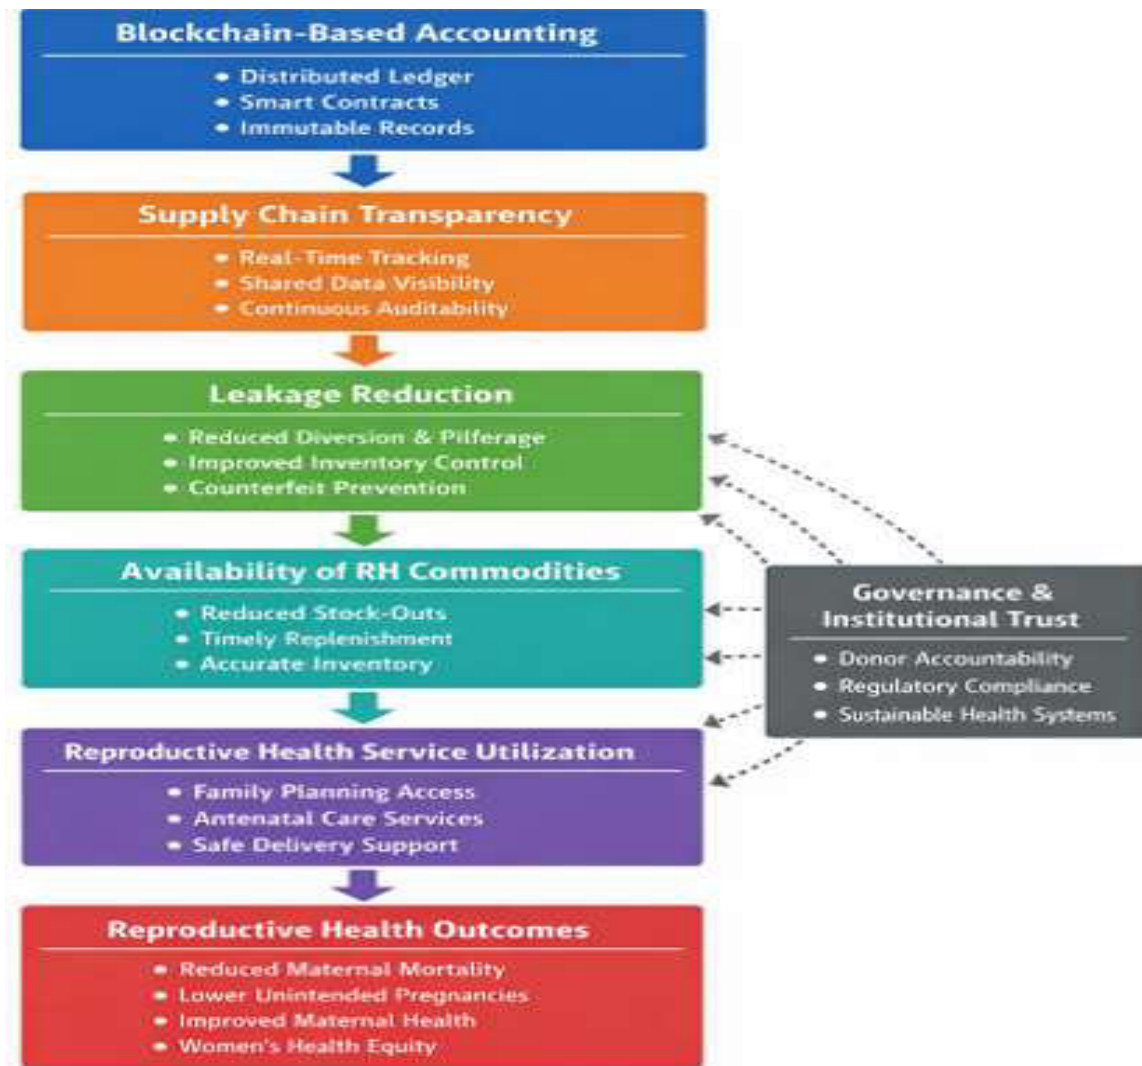 Blockchain-Based Accounting
• Distributed Ledger
• Smart Contracts
• Immutable Records
Supply Chain Transparency
• Real-Time Tracking
• Shared Data Visibility
• Continuous Auditability
Leakage Reduction
• Reduced Diversion & Pilferage
• Improved Inventory Control
• Counterfeit Prevention
Availability of RH Commodities
• Reduced Stock-Outs
• Timely Replenishment
• Accurate Inventory
Governance &
Institutional Trust
• Donor Accountability
• Regulatory Compliance
• Sustainable Health Systems
Reproductive Health Service Utilization
• Family Planning Access
• Antenatal Care Services
• Safe Delivery Support
Reproductive Health Outcomes
• Reduced Maternal Mortality
• Lower Unintended Pregnancies
• Improved Maternal Health
• Women's Health Equity